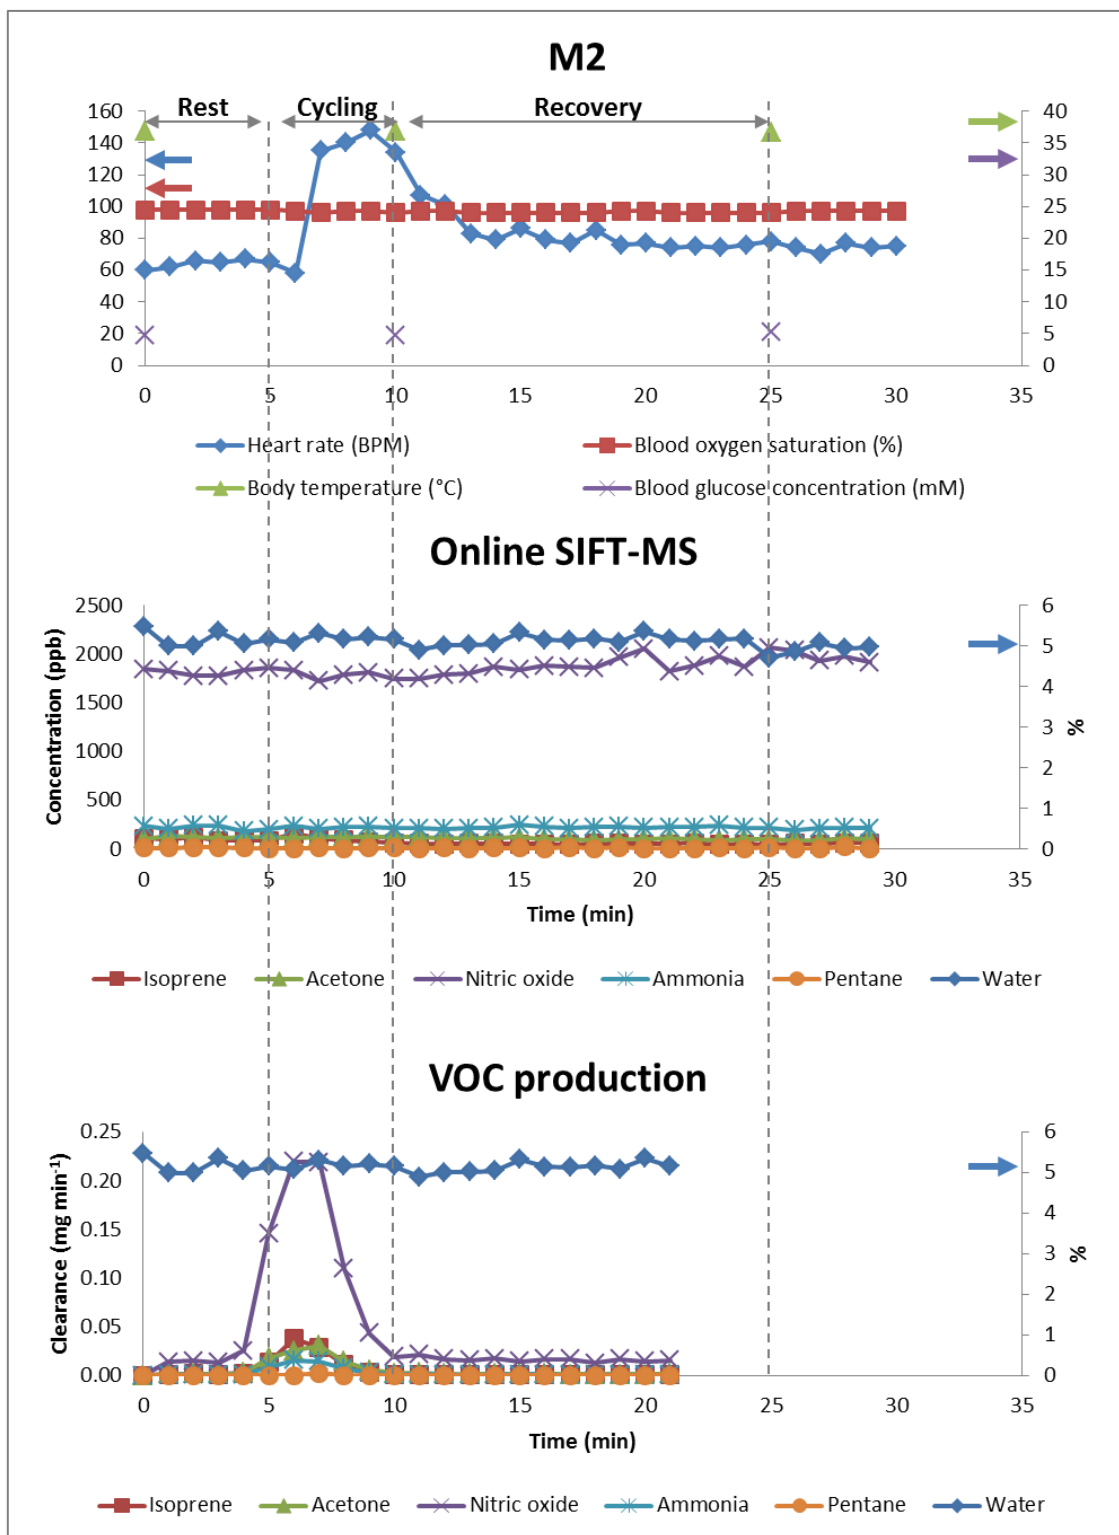 M2
Rest Cycling Recovery
160 40
140 35
120 30
100 25
80 20
60 15
40 10
20 5
0 0
0 5 10 15 20 25 30 35
Heart rate (BPM) Blood oxygen saturation (%)
Body temperature (°C) Blood glucose concentration (mM)
Online SIFT-MS
2500 6
2000 5
1500 4
1000 3
500 2
0 1
0
Concentration (ppb)
%
0 5 10 15 20 25 30 35
Time (min)
Isoprene Acetone Nitric oxide Ammonia Pentane Water
VOC production
0.25 6
0.20 5
0.15 4
0.10 3
0.05 2
0.00 1
0
Clearance (mg min⁻¹)
%
0 5 10 15 20 25 30 35
Time (min)
Isoprene Acetone Nitric oxide Ammonia Pentane Water